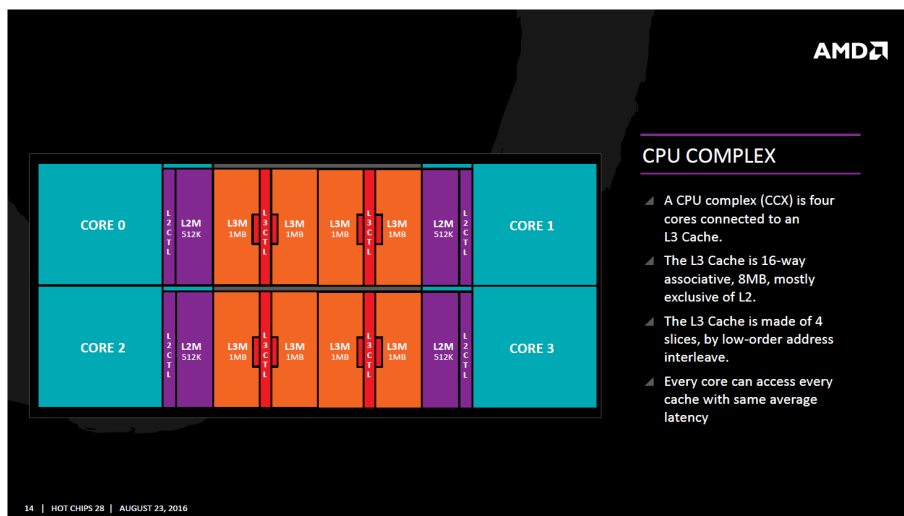 AMD
CPU COMPLEX
CORE 0
L2CTL
L2M
512K
L3M
1MB
L3CTL
L3M
1MB
L3M
1MB
L3CTL
L3M
1MB
L2M
512K
L2CTL
CORE 1
CORE 2
L2CTL
L2M
512K
L3M
1MB
L3CTL
L3M
1MB
L3M
1MB
L3CTL
L3M
1MB
L2M
512K
L2CTL
CORE 3
A CPU complex (CCX) is four
cores connected to an
L3 Cache.
The L3 Cache is 16-way
associative, 8MB, mostly
exclusive of L2.
The L3 Cache is made of 4
slices, by low-order address
interleave.
Every core can access every
cache with same average
latency
14 | HOT CHIPS 28 | AUGUST 23, 2016